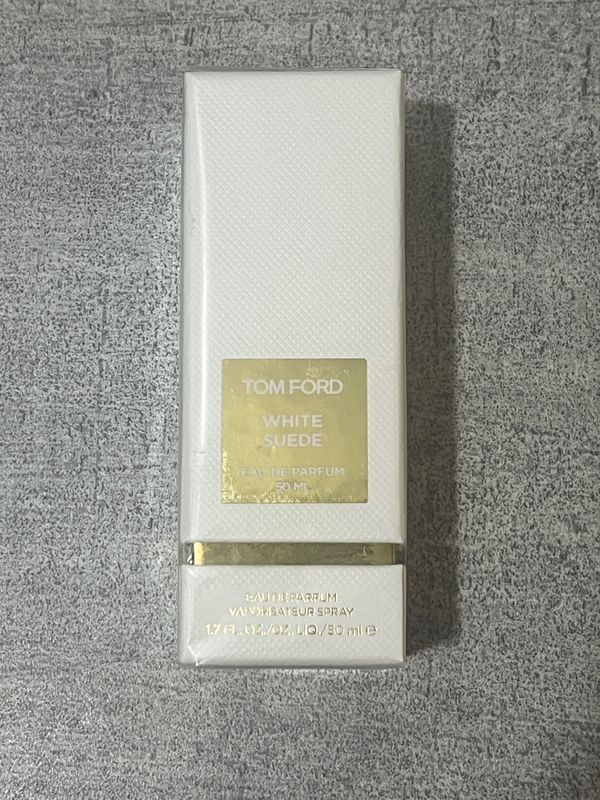 TOM FORD
WHITE
SUEDE
EAU DE PARFUM
50 ML
EAU DE PARFUM
VAPORISATEUR SPRAY
1.7 FL. OZ./OZ. LIQ./50 ml e